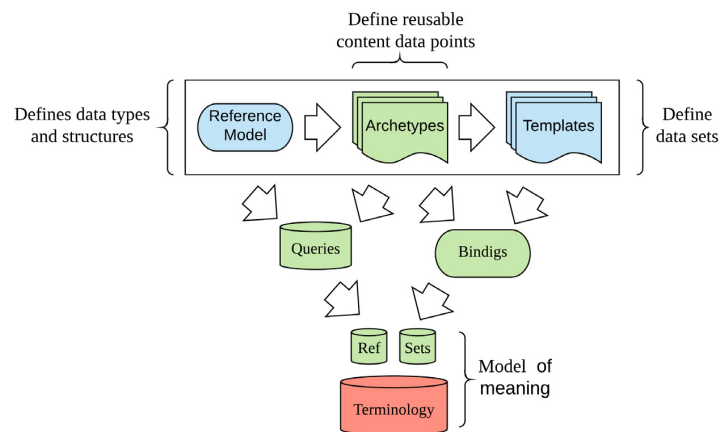 Define reusable
content data points
Defines data types
and structures
Reference
Model
Archetypes
Templates
Define
data sets
Queries
Bindigs
Ref
Sets
Model of
meaning
Terminology